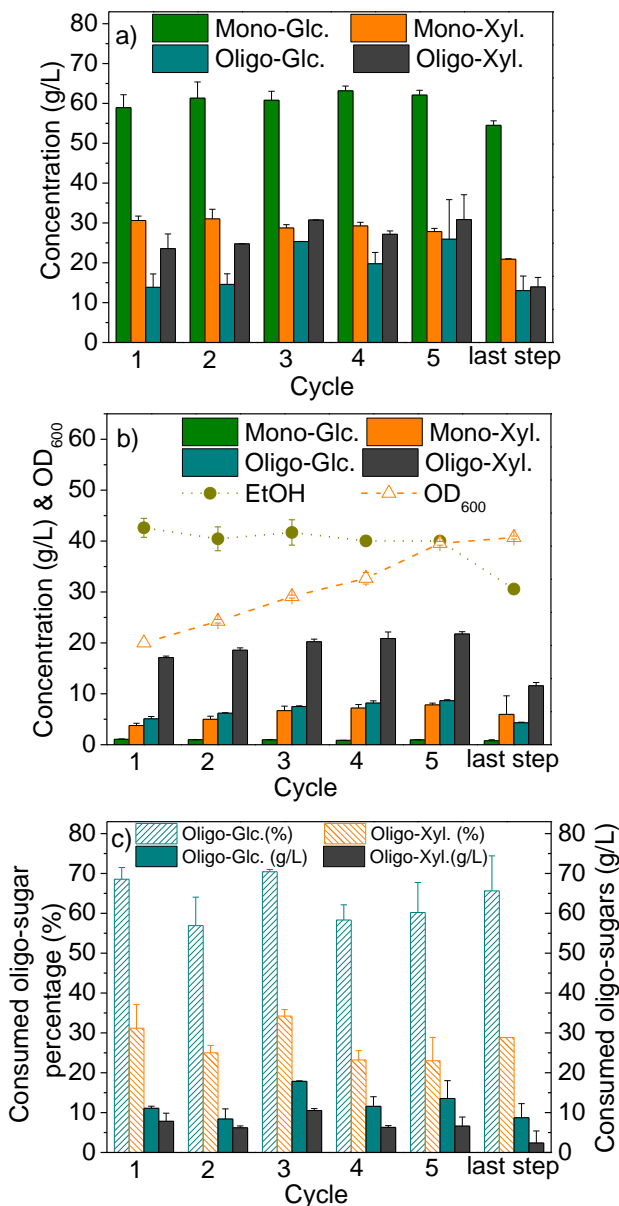 a)
Mono-Glc. Mono-Xyl.
Oligo-Glc. Oligo-Xyl.
Concentration (g/L)
80
70
60
50
40
30
20
10
0
1 2 3 4 5 last step
Cycle
b)
Mono-Glc. Mono-Xyl.
Oligo-Glc. Oligo-Xyl.
EtOH OD600
Concentration (g/L) & OD600
60
50
40
30
20
10
0
1 2 3 4 5 last step
Cycle
c)
Oligo-Glc.(%) Oligo-Xyl. (%)
Oligo-Glc. (g/L) Oligo-Xyl.(g/L)
Consumed oligo-sugar
percentage (%)
80
70
60
50
40
30
20
10
0
80
70
60
50
40
30
20
10
0
Consumed oligo-sugars (g/L)
1 2 3 4 5 last step
Cycle